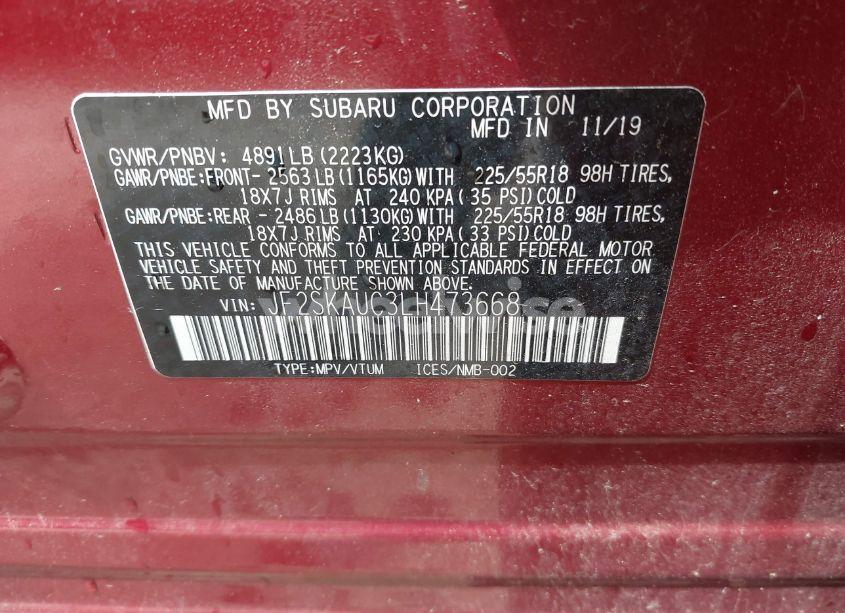 MFD BY SUBARU CORPORATION
MFD IN 11/19
GVWR/PNBV: 4891LB(2223KG)
GAWR/PNBE:FRONT- 2563LB(1165KG)WITH 225/55R18 98H TIRES,
18X7J RIMS AT 240 KPA(35 PSI)COLD
GAWR/PNBE:REAR - 2486LB(1130KG)WITH 225/55R18 98H TIRES,
18X7J RIMS AT 230 KPA(33 PSI)COLD
THIS VEHICLE CONFORMS TO ALL APPLICABLE FEDERAL MOTOR
VEHICLE SAFETY AND THEFT PREVENTION STANDARDS IN EFFECT ON
THE DATE OF MANUFACTURE SHOWN ABOVE.
VIN: JF2SKAUC3LH473668
TYPE:MPV/VTUM ICES/NMB-002